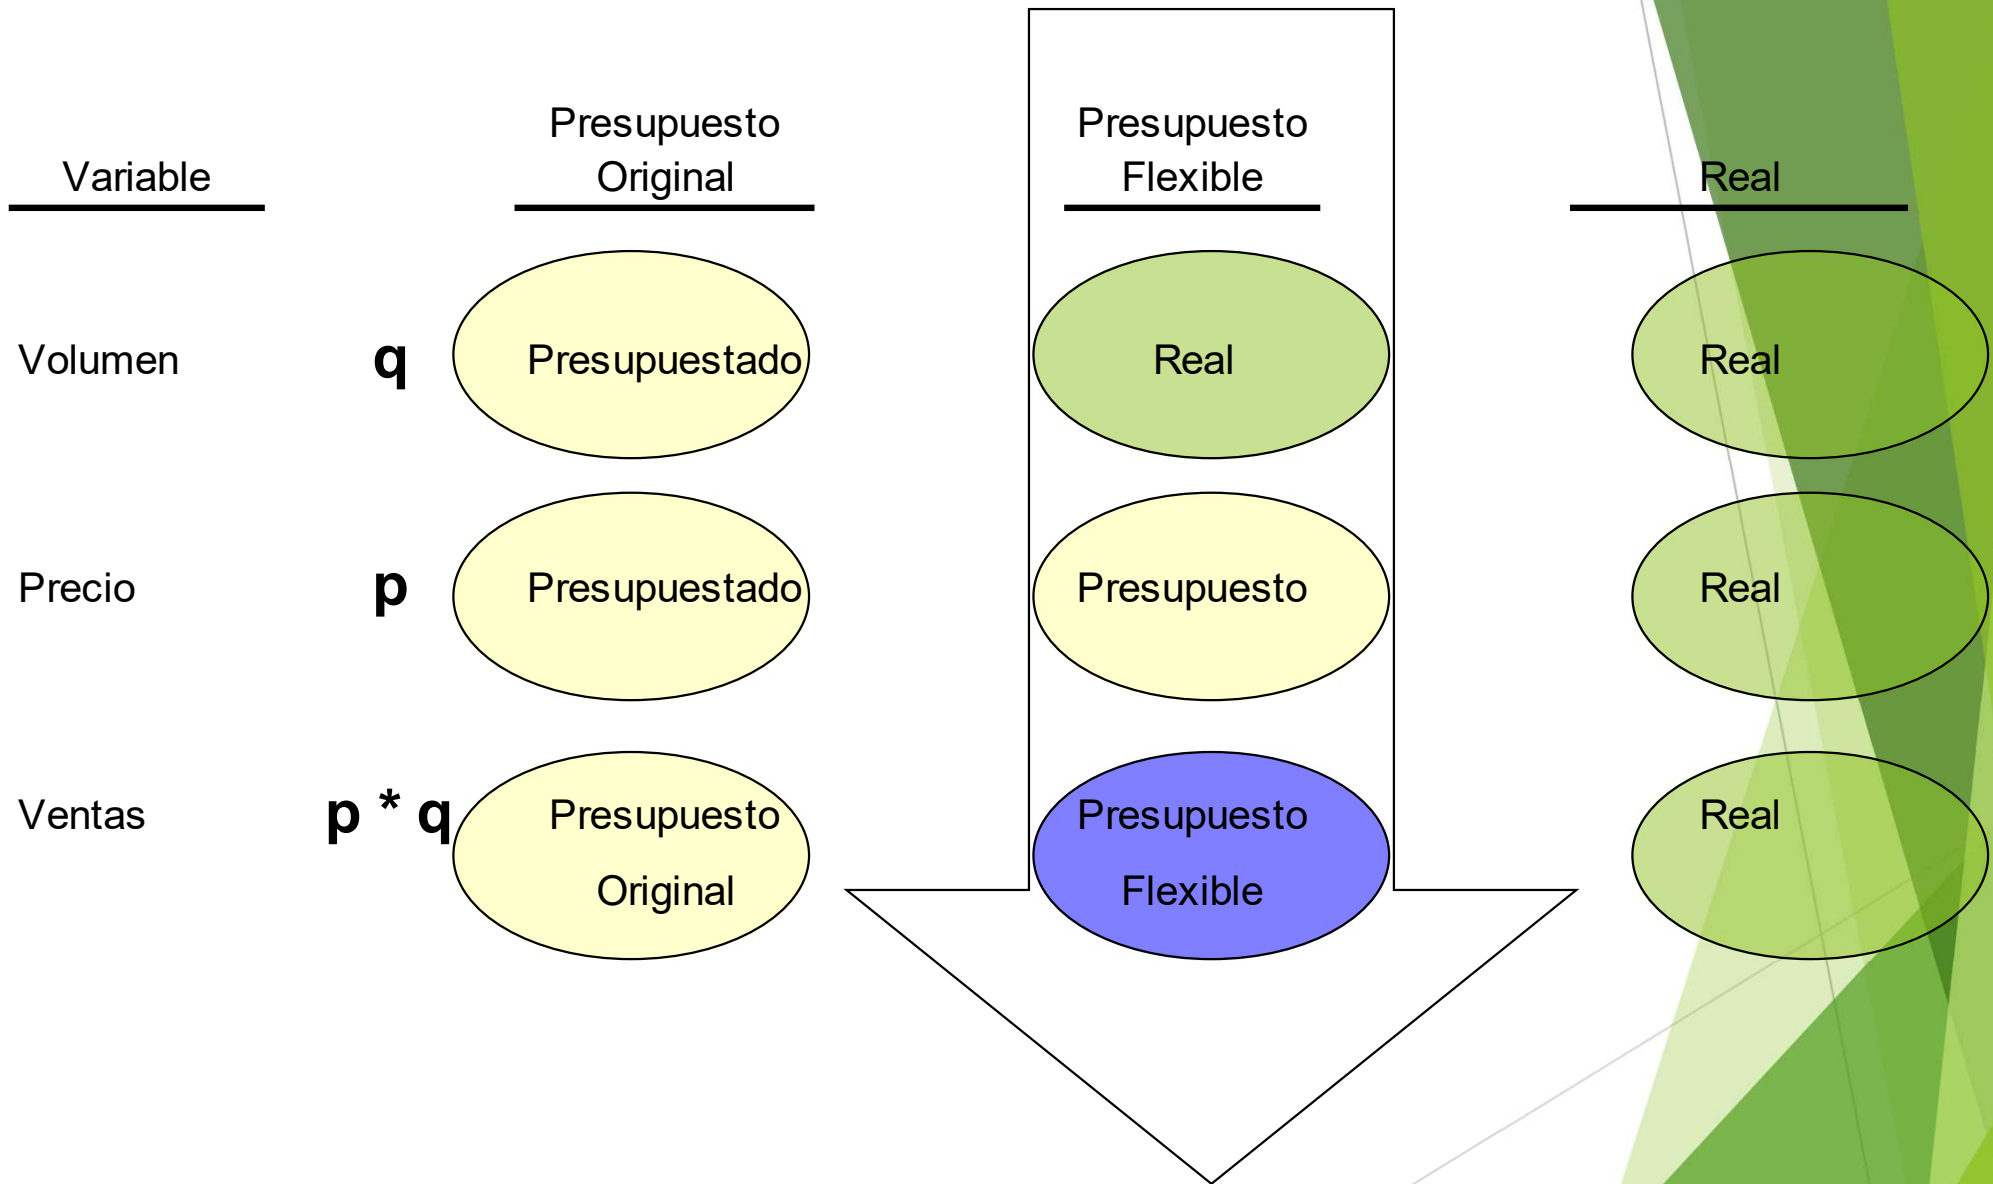 Variable
Presupuesto
Original
Presupuesto
Flexible
Real
Volumen q Presupuestado Real Real
Precio p Presupuestado Presupuesto Real
Ventas p * q Presupuesto Presupuesto Real
Original Flexible